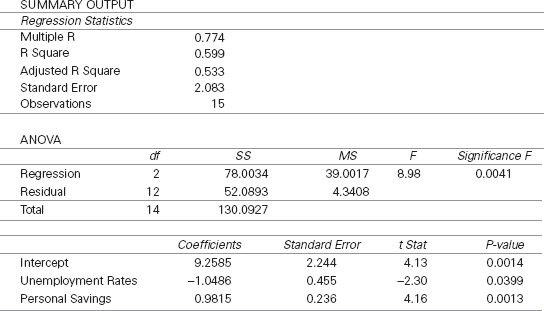 SUMMARY OUTPUT
Regression Statistics
Multiple R 0.774
R Square 0.599
Adjusted R Square 0.533
Standard Error 2.083
Observations 15
ANOVA
df SS MS F Significance F
Regression 2 78.0034 39.0017 8.98 0.0041
Residual 12 52.0893 4.3408
Total 14 130.0927
Coefficients Standard Error t Stat P-value
Intercept 9.2585 2.244 4.13 0.0014
Unemployment Rates –1.0486 0.455 –2.30 0.0399
Personal Savings 0.9815 0.236 4.16 0.0013